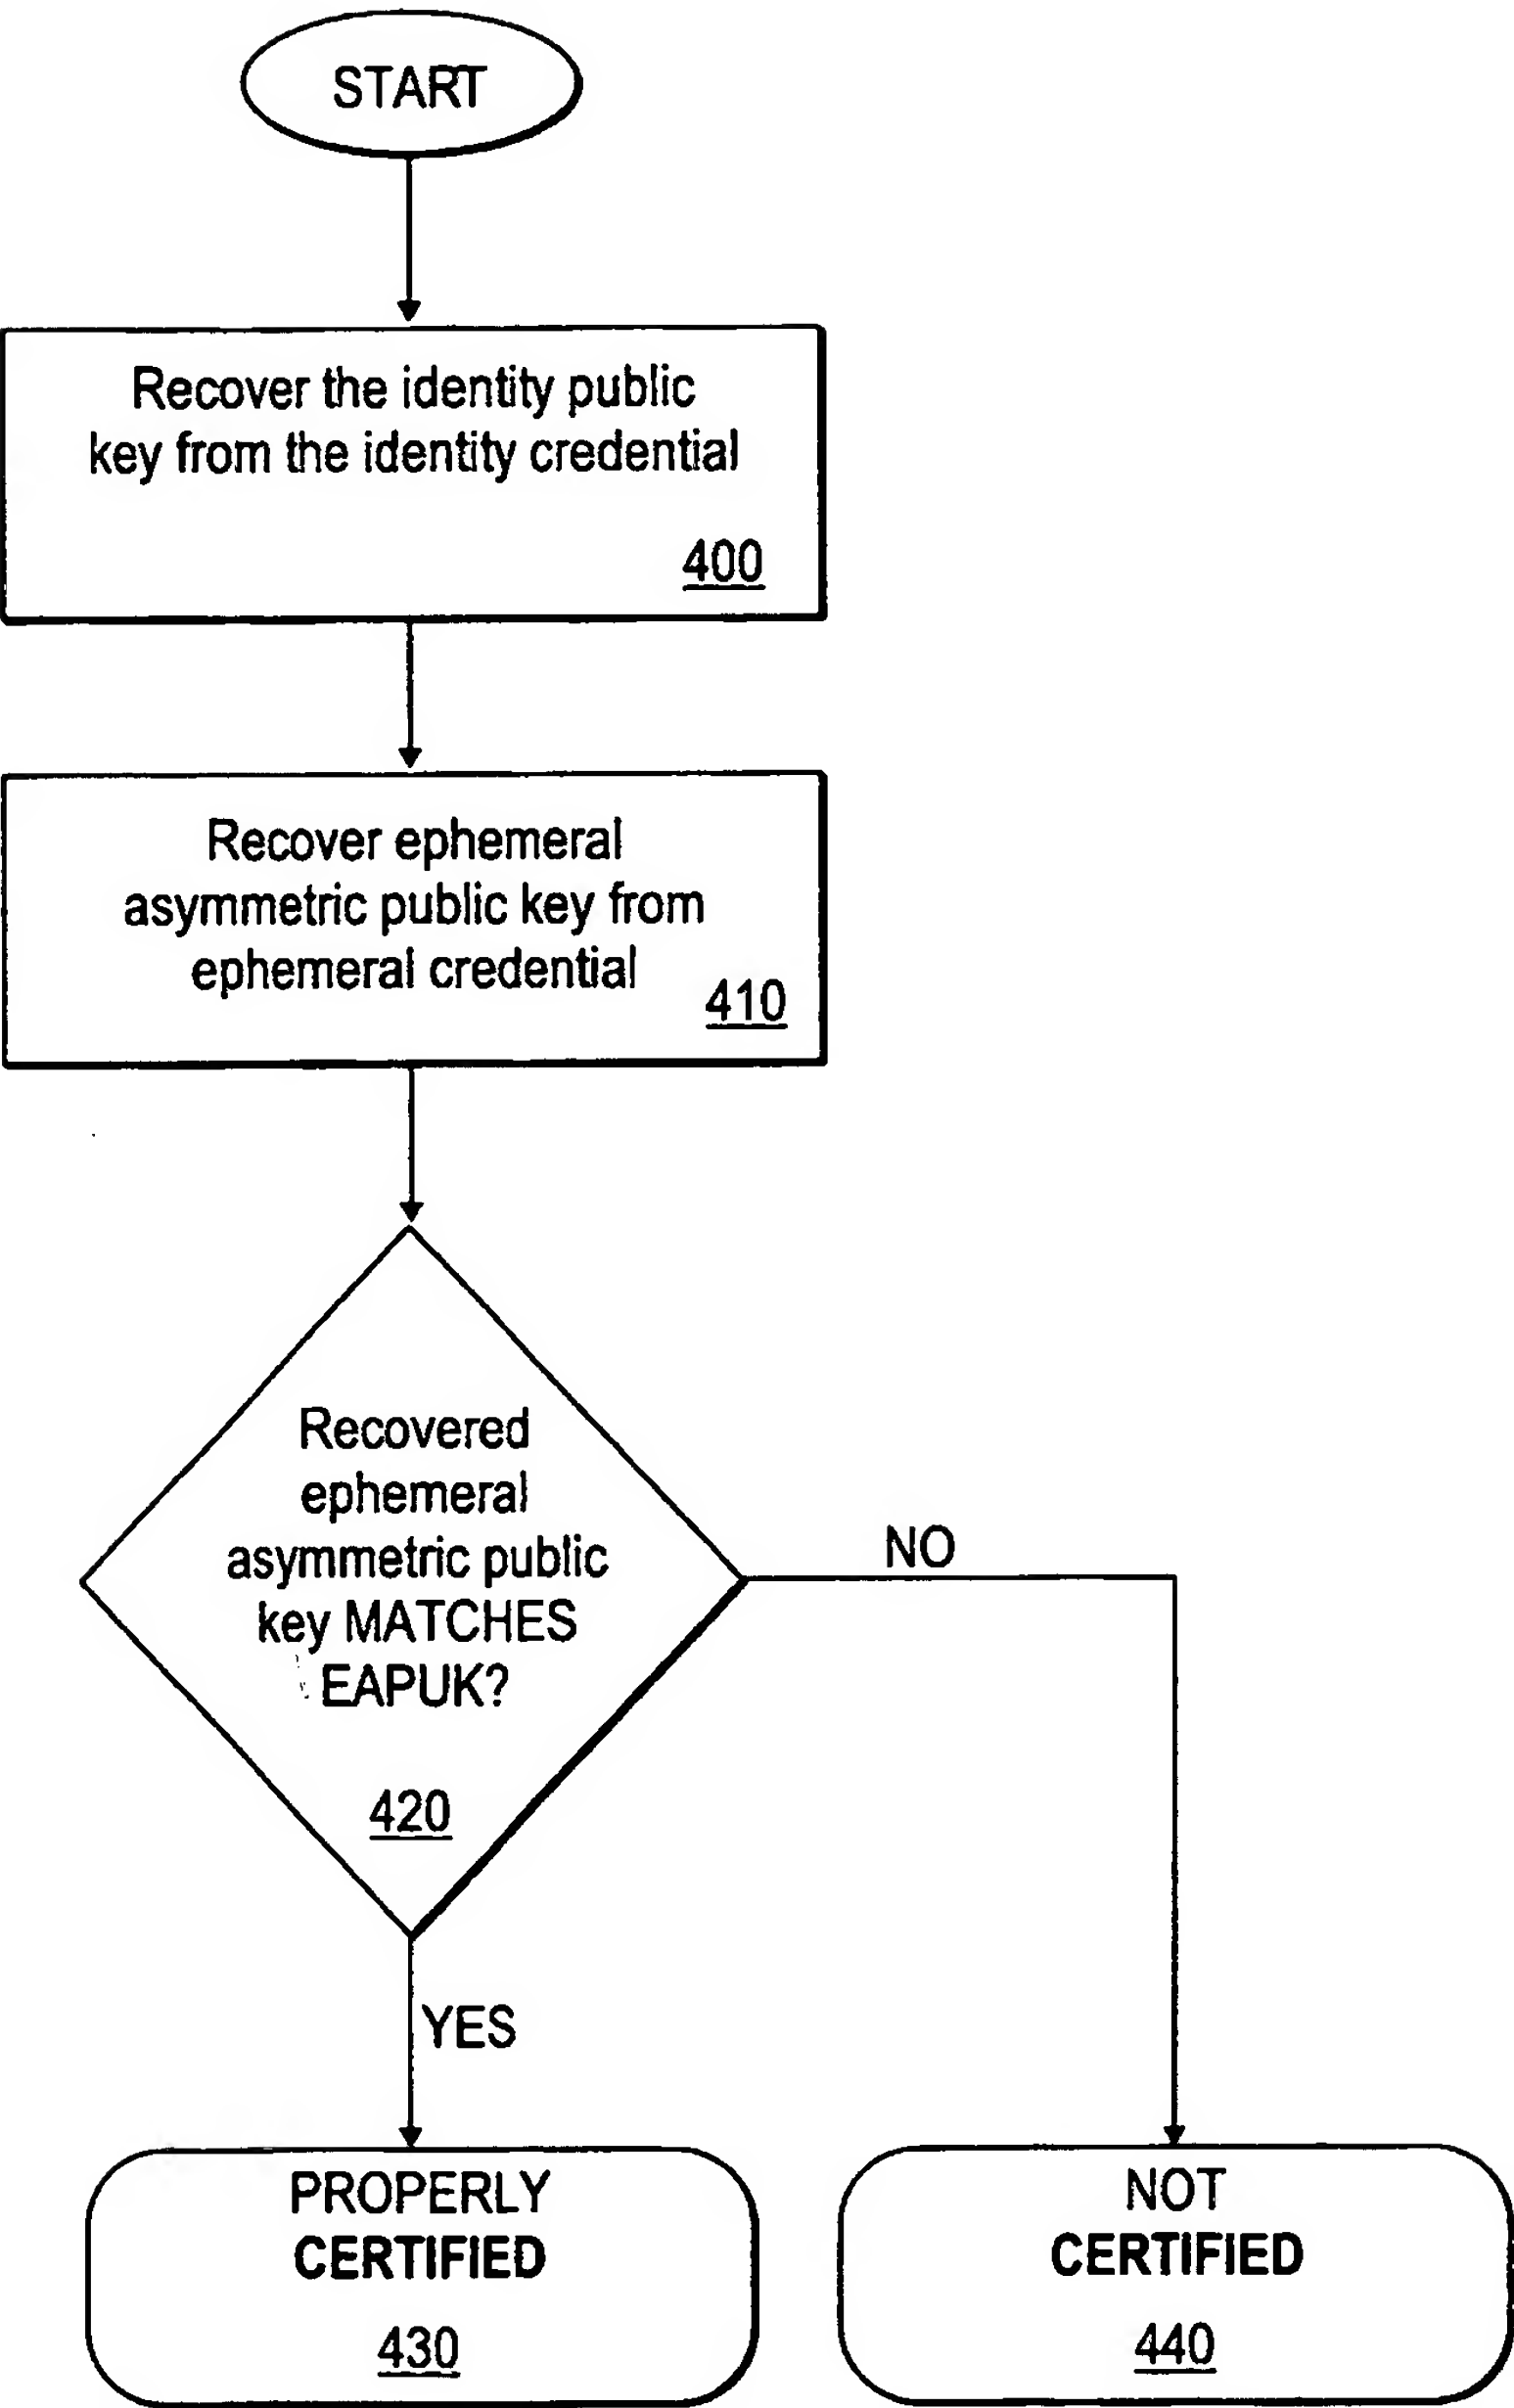 START
Recover the identity public
key from the identity credential
400
Recover ephemeral
asymmetric public key from
ephemeral credential
410
Recovered
ephemeral
asymmetric public
key MATCHES
EAPUK?
420
NO
YES
PROPERLY
CERTIFIED
430
NOT
CERTIFIED
440